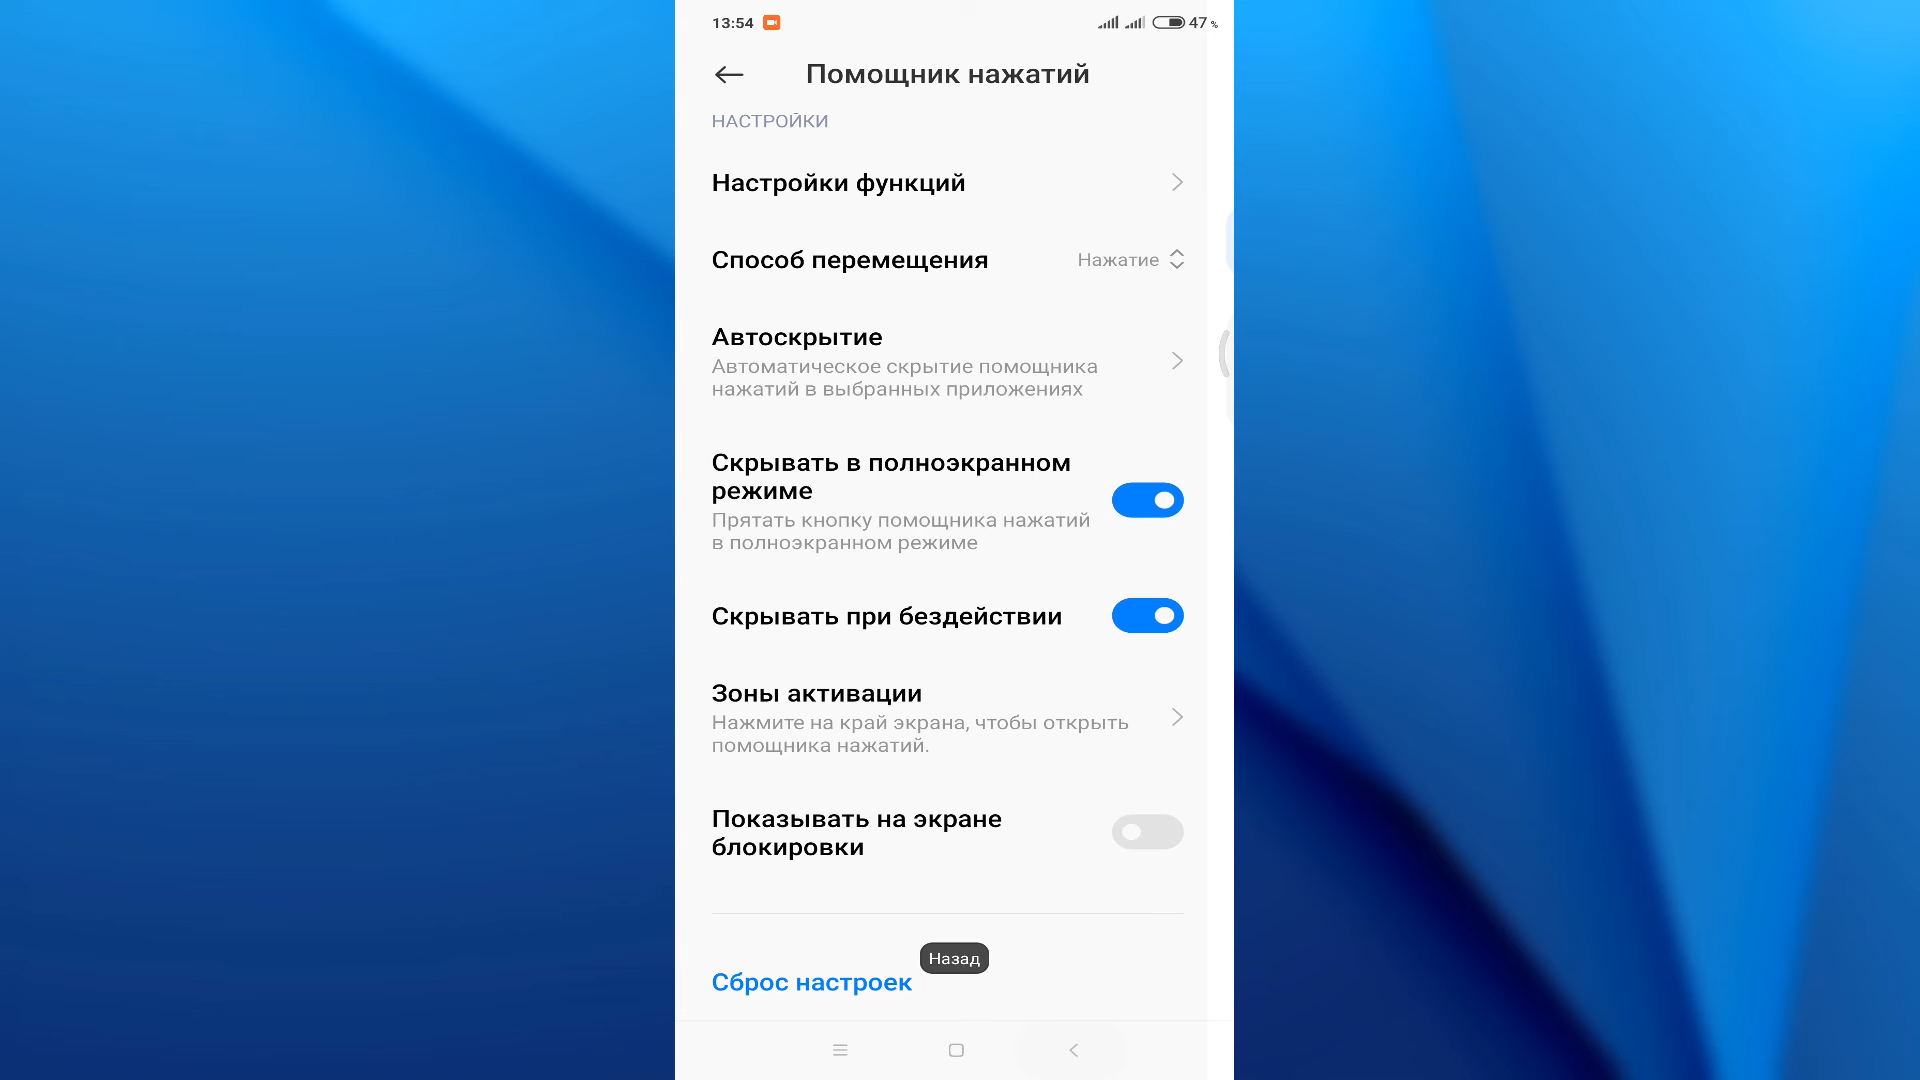 13:54
47 %
Помощник нажатий
НАСТРОЙКИ
Настройки функций
Способ перемещения
Нажатие
Автоскрытие
Автоматическое скрытие помощника
нажатий в выбранных приложениях
Скрывать в полноэкранном
режиме
Прятать кнопку помощника нажатий
в полноэкранном режиме
Скрывать при бездействии
Зоны активации
Нажмите на край экрана, чтобы открыть
помощника нажатий.
Показывать на экране
блокировки
Назад
Сброс настроек